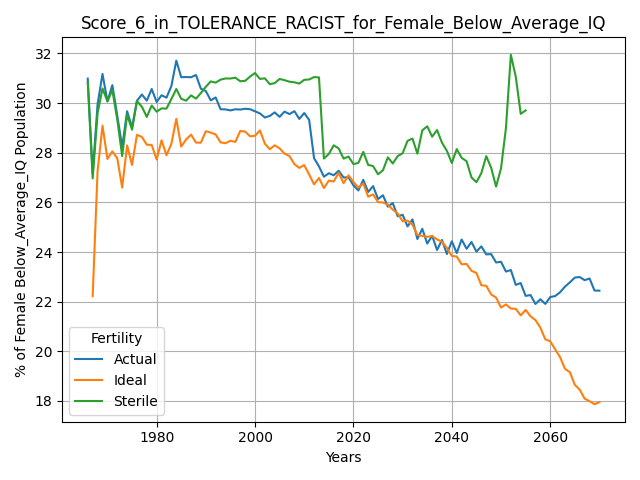 Score_6_in_TOLERANCE_RACIST_for_Female_Below_Average_IQ
% of Female Below_Average_IQ Population
32
30
28
26
24
22
20
18
Fertility
Actual
Ideal
Sterile
1980
2000
2020
2040
2060
Years